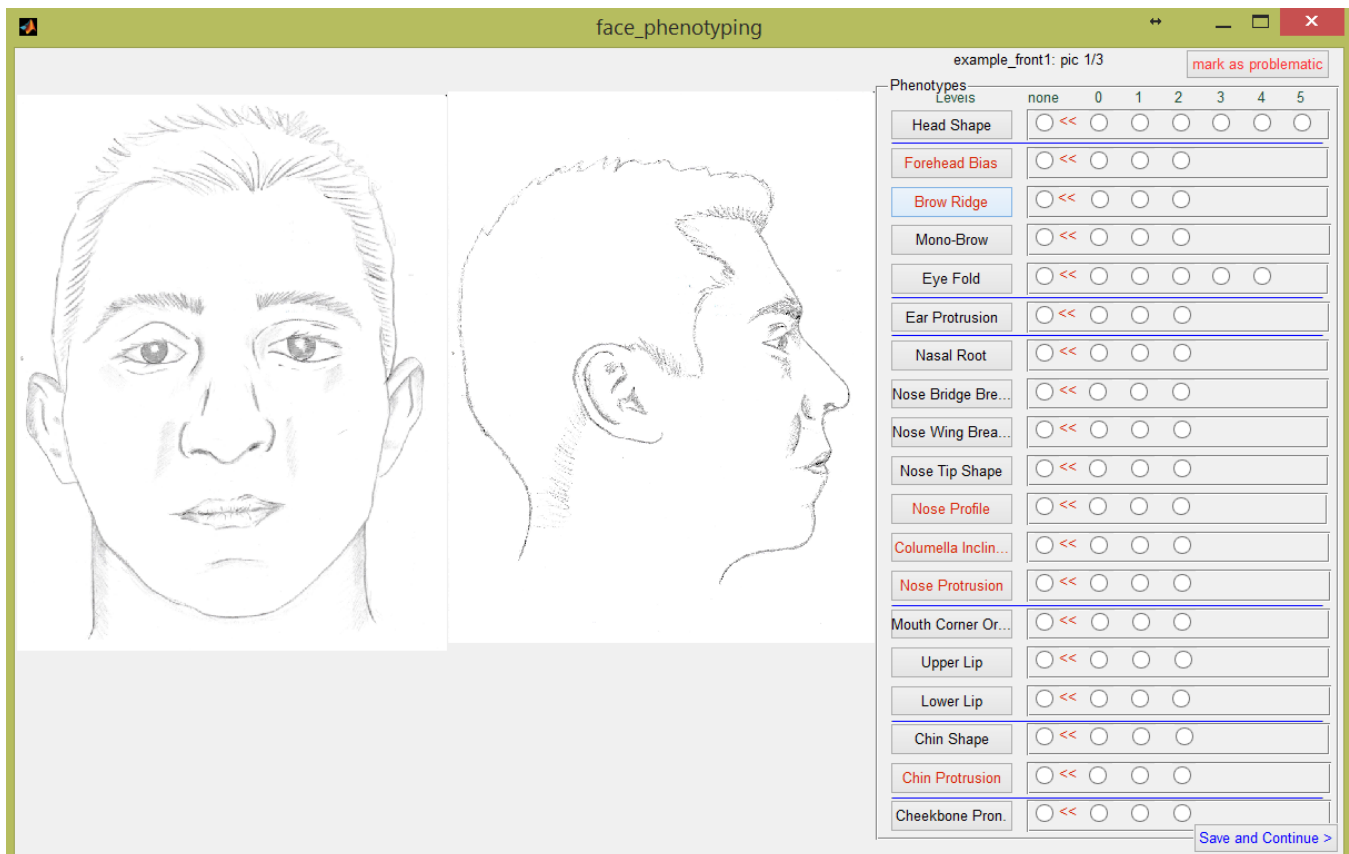 face_phenotyping
example_front1: pic 1/3
mark as problematic
Phenotypes
Levels none 0 1 2 3 4 5
Head Shape <<
Forehead Bias <<
Brow Ridge <<
Mono-Brow <<
Eye Fold <<
Ear Protrusion <<
Nasal Root <<
Nose Bridge Bre... <<
Nose Wing Brea... <<
Nose Tip Shape <<
Nose Profile <<
Columella Inclin... <<
Nose Protrusion <<
Mouth Corner Or... <<
Upper Lip <<
Lower Lip <<
Chin Shape <<
Chin Protrusion <<
Cheekbone Pron. <<
Save and Continue >